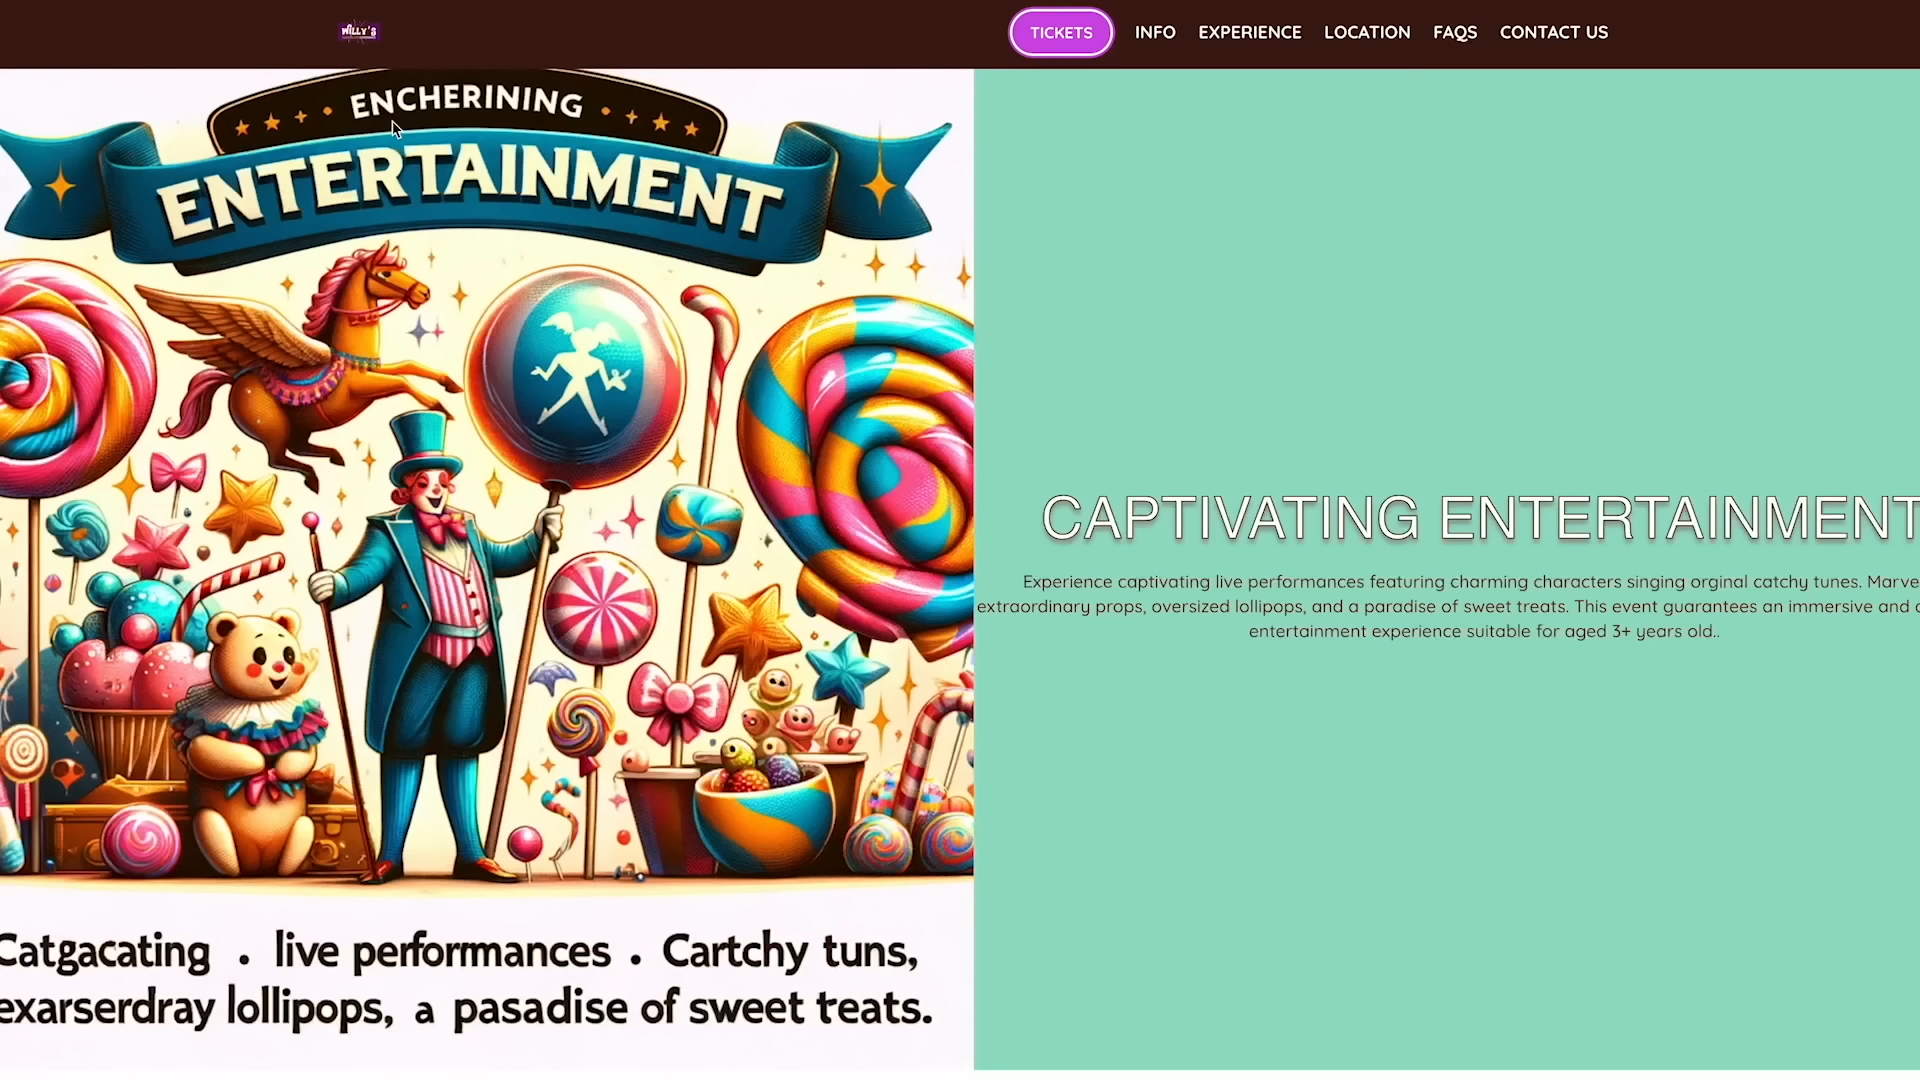 WILLY'S
TICKETS INFO EXPERIENCE LOCATION FAQS CONTACT US
ENCHERINING
ENTERTAINMENT
Catgacating . live performances . Cartchy tuns,
exarserdray lollipops, a pasadise of sweet treats.
CAPTIVATING ENTERTAINMENT
Experience captivating live performances featuring charming characters singing orginal catchy tunes. Marve
extraordinary props, oversized lollipops, and a paradise of sweet treats. This event guarantees an immersive and
entertainment experience suitable for aged 3+ years old..